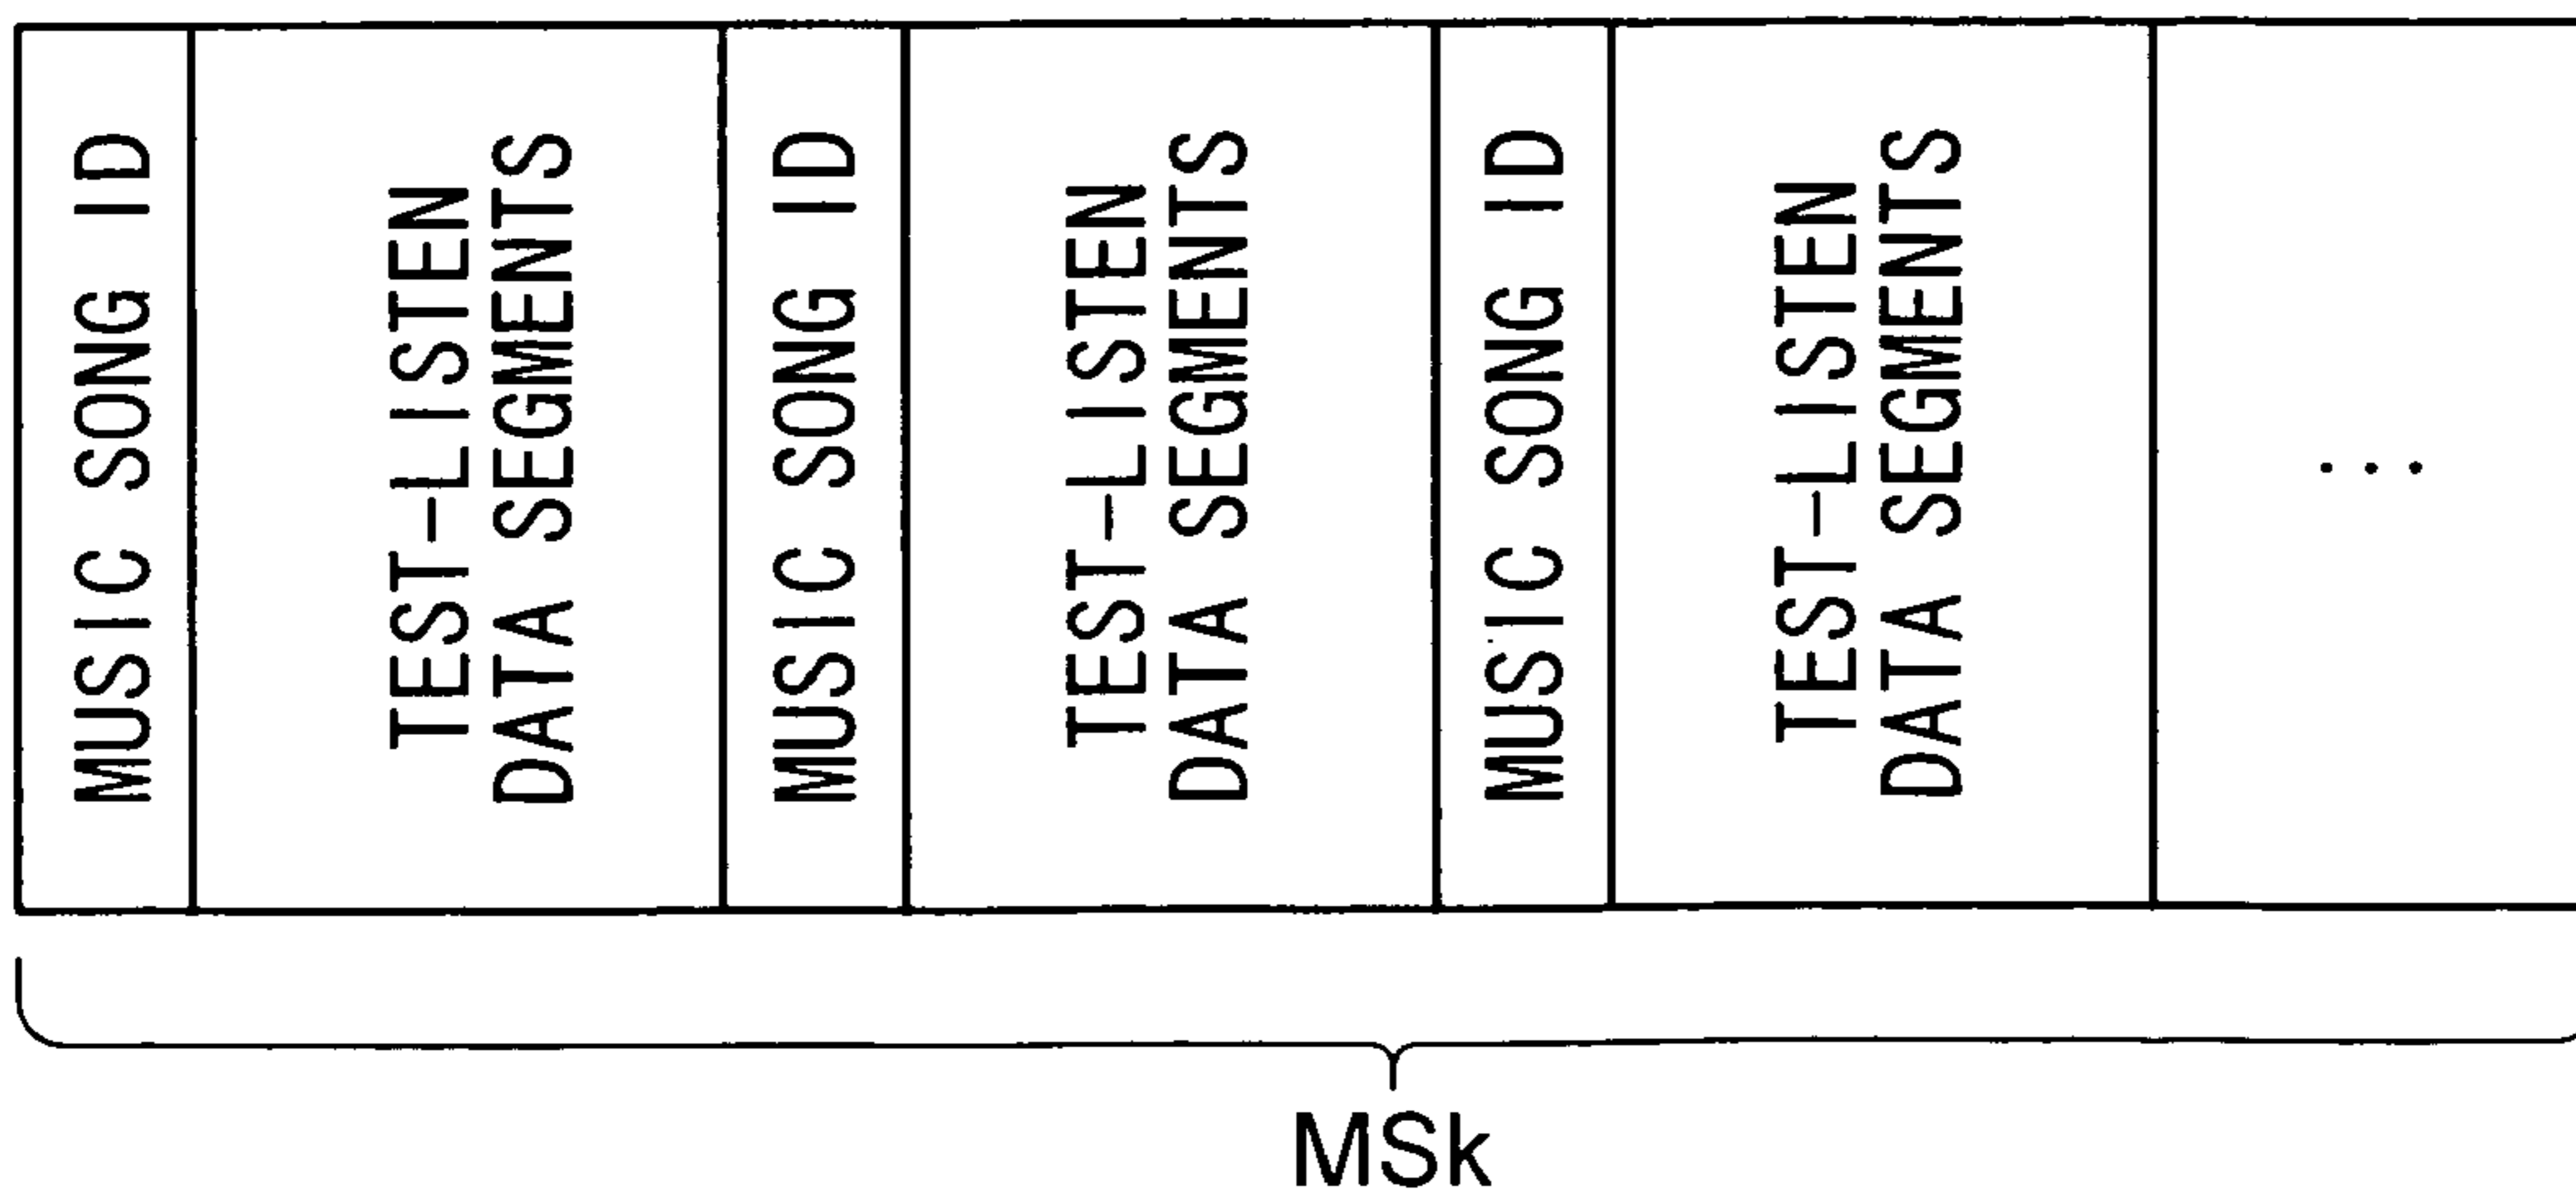 MUSIC SONG ID
TEST-LISTEN
DATA SEGMENTS
MUSIC SONG ID
TEST-LISTEN
DATA SEGMENTS
MUSIC SONG ID
TEST-LISTEN
DATA SEGMENTS
...
MSk